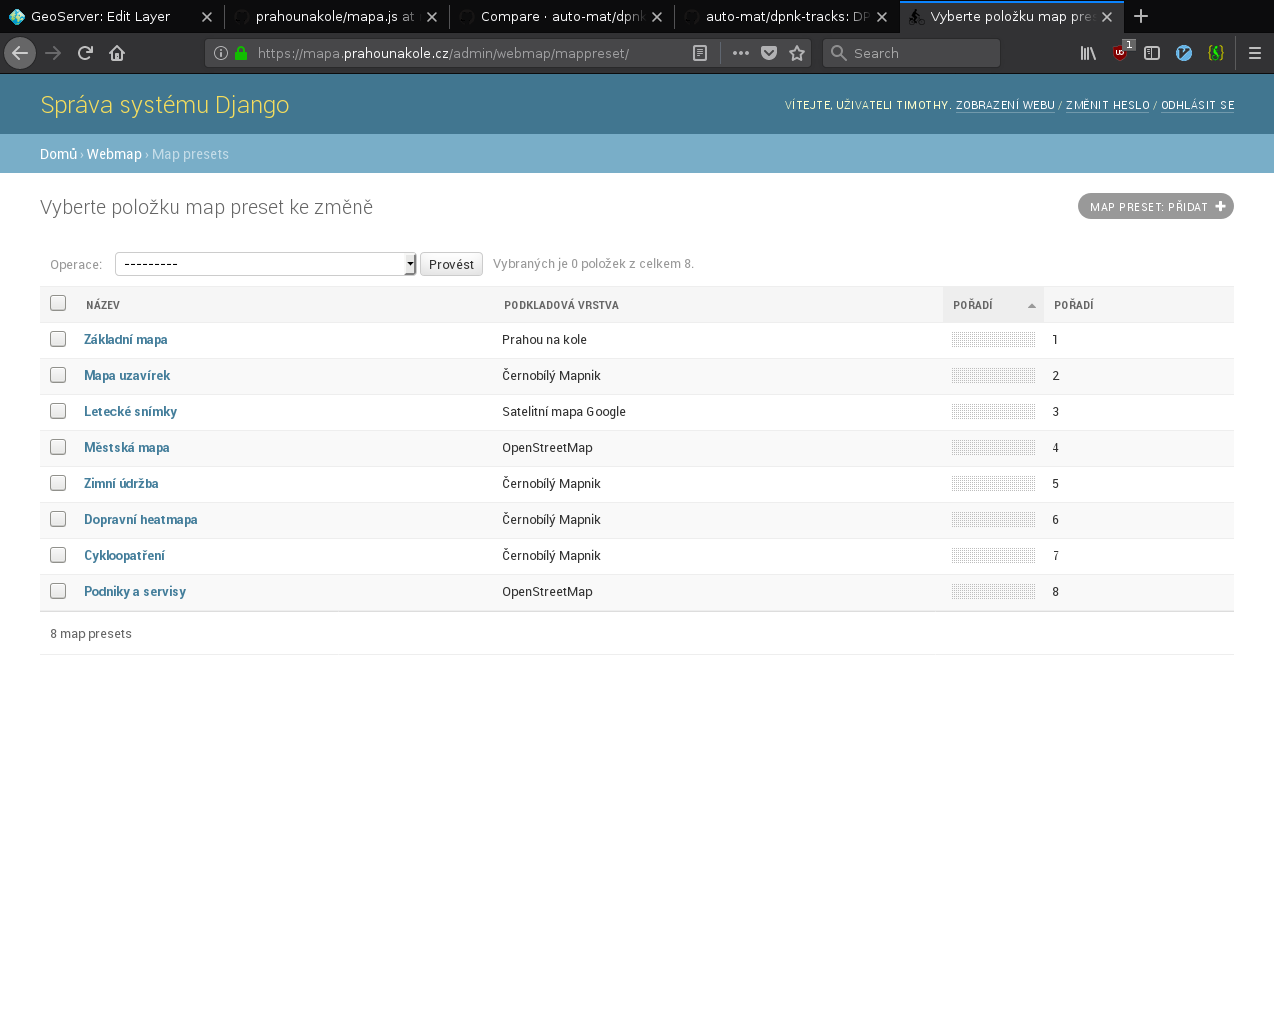 GeoServer: Edit Layer
prahounakole/mapa.js at
Compare · auto-mat/dpnk
auto-mat/dpnk-tracks: DP
Vyberte položku map pres
https://mapa.prahounakole.cz/admin/webmap/mappreset/
Search
1
Správa systému Django
VÍTEJTE, UŽIVATELI TIMOTHY. ZOBRAZENÍ WEBU / ZMĚNIT HESLO / ODHLÁSIT SE
Domů › Webmap › Map presets
Vyberte položku map preset ke změně
MAP PRESET: PŘIDAT
Operace: --------- Provést Vybraných je 0 položek z celkem 8.
NÁZEV PODKLADOVÁ VRSTVA POŘADÍ POŘADÍ
Základní mapa Prahou na kole 1
Mapa uzavírek Černobílý Mapnik 2
Letecké snímky Satelitní mapa Google 3
Městská mapa OpenStreetMap 4
Zimní údržba Černobílý Mapnik 5
Dopravní heatmapa Černobílý Mapnik 6
Cykloopatření Černobílý Mapnik 7
Podniky a servisy OpenStreetMap 8
8 map presets